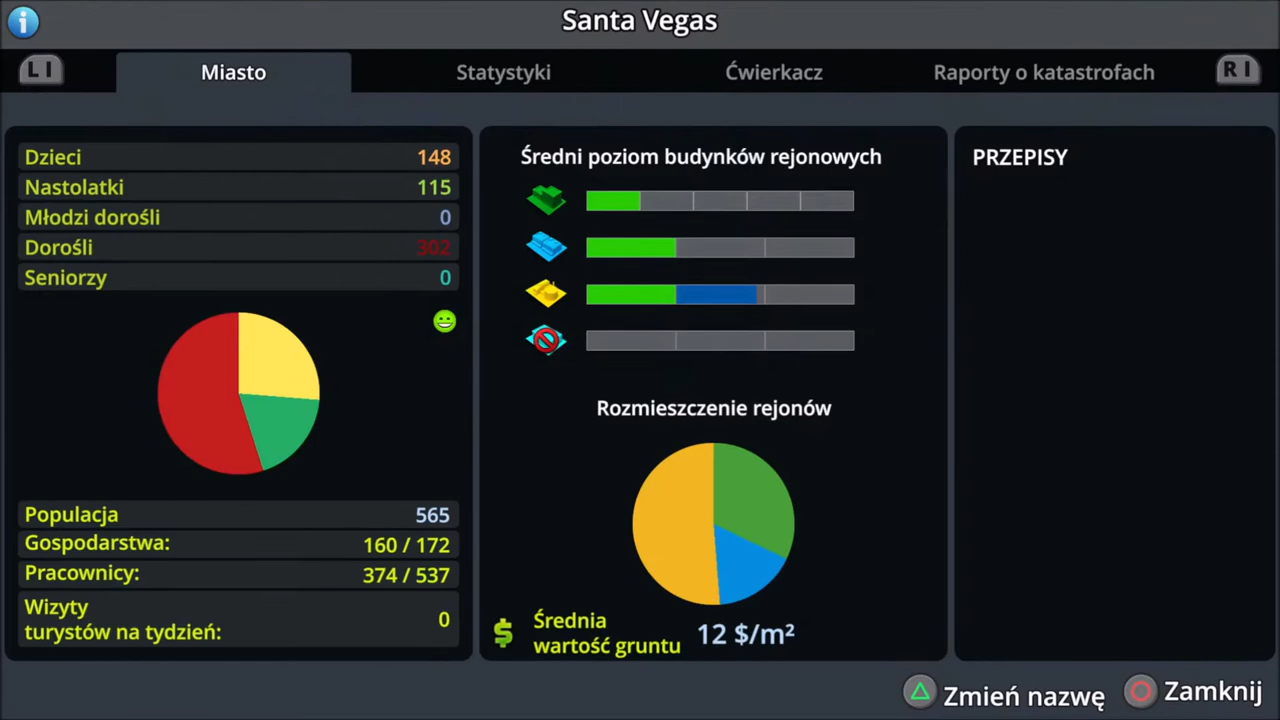 Santa Vegas
L1
Miasto
Statystyki
Ćwierkacz
Raporty o katastrofach
R1
Dzieci 148
Nastolatki 115
Młodzi dorośli 0
Dorośli 302
Seniorzy 0
Populacja 565
Gospodarstwa: 160 / 172
Pracownicy: 374 / 537
Wizyty
turystów na tydzień: 0
Średni poziom budynków rejonowych
Rozmieszczenie rejonów
$ Średnia
wartość gruntu 12 $/m²
PRZEPISY
Zmień nazwę
Zamknij